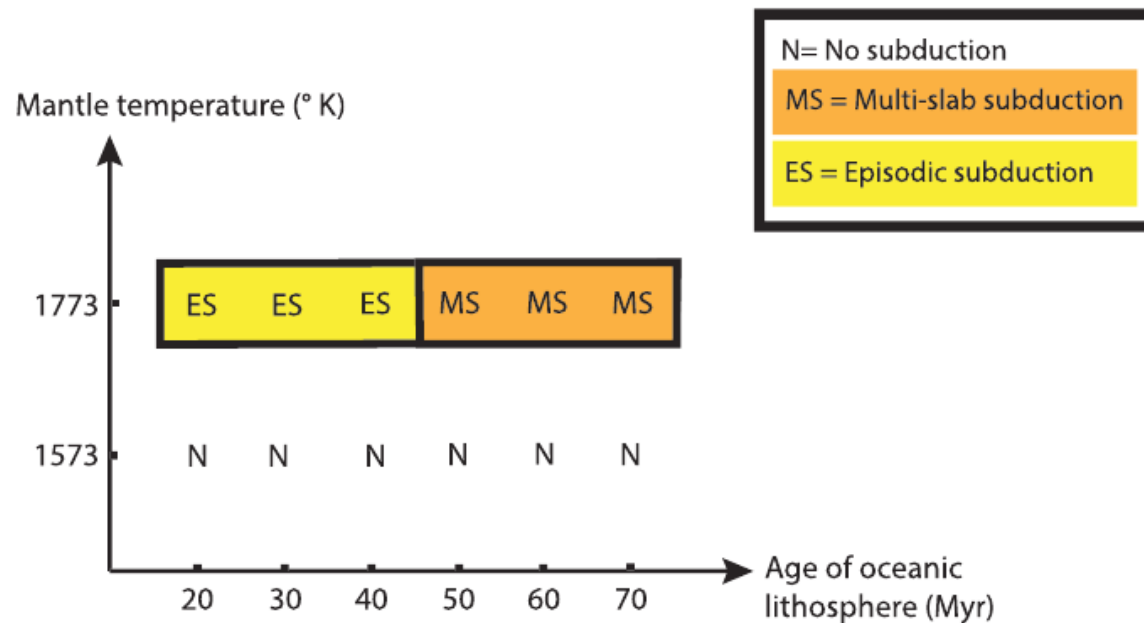 N= No subduction
MS = Multi-slab subduction
ES = Episodic subduction
Mantle temperature (° K)
1773
ES ES ES MS MS MS
1573
N N N N N N
20 30 40 50 60 70
Age of oceanic
lithosphere (Myr)